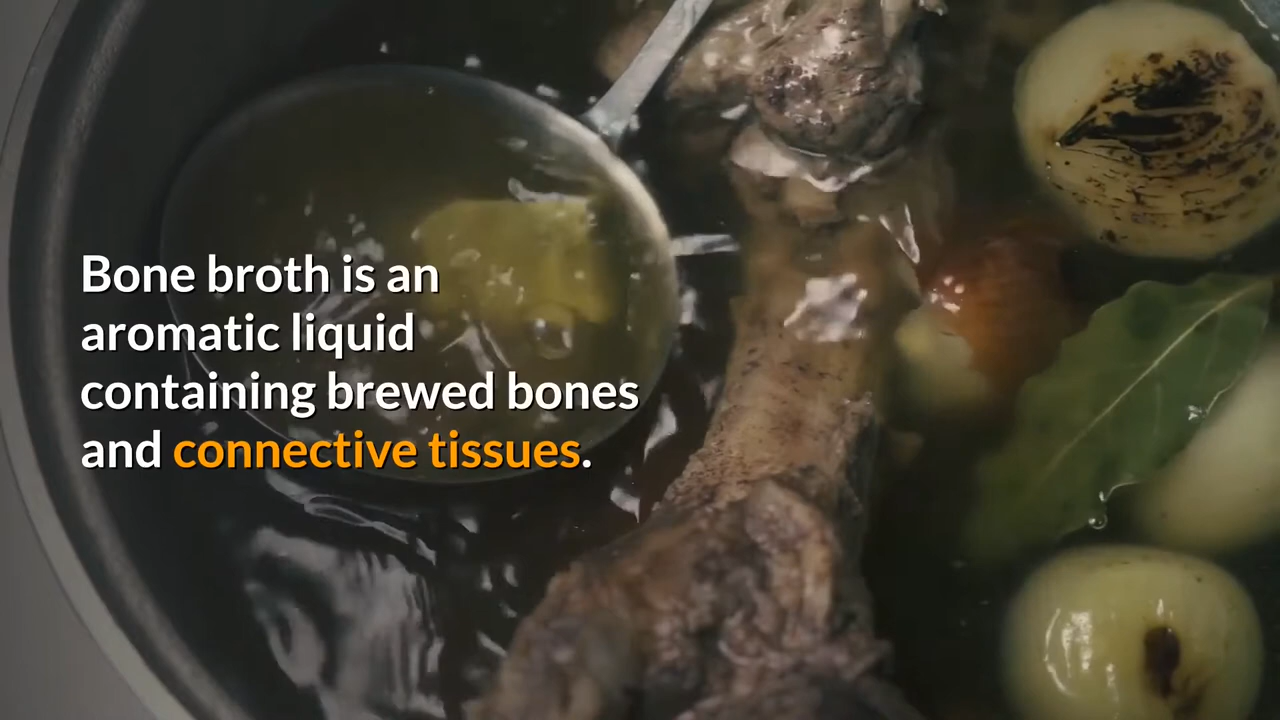 Bone broth is an
aromatic liquid
containing brewed bones
and connective tissues.